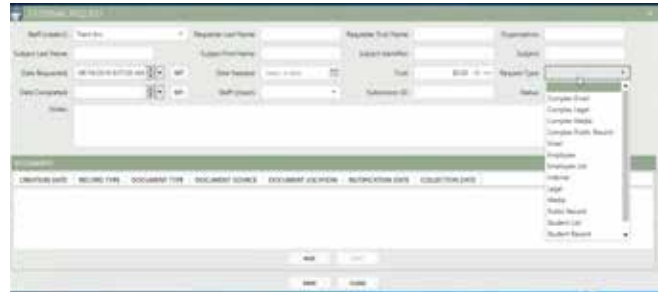 EXTERNAL REQUEST
Staff (Intake): Requester Last Name: Requester First Name: Organization:
Subject Last Name: Subject First Name: Subject Identifier: Subject:
Date Requested: Date Needed: Cost: $0.00 Request Type:
Date Completed: Staff Submission ID: Status:
Notes:
Complex Email
Complex Legal
Complex Media
Complex Public Record
Email
Employee
Employee List
Internal
Legal
Media
Public Record
Student List
Student Record
DOCUMENTS
CREATION DATE RECORD TYPE DOCUMENT TYPE DOCUMENT SOURCE DOCUMENT LOCATION NOTIFICATION DATE COLLECTION DATE
ADD
SAVE CLOSE